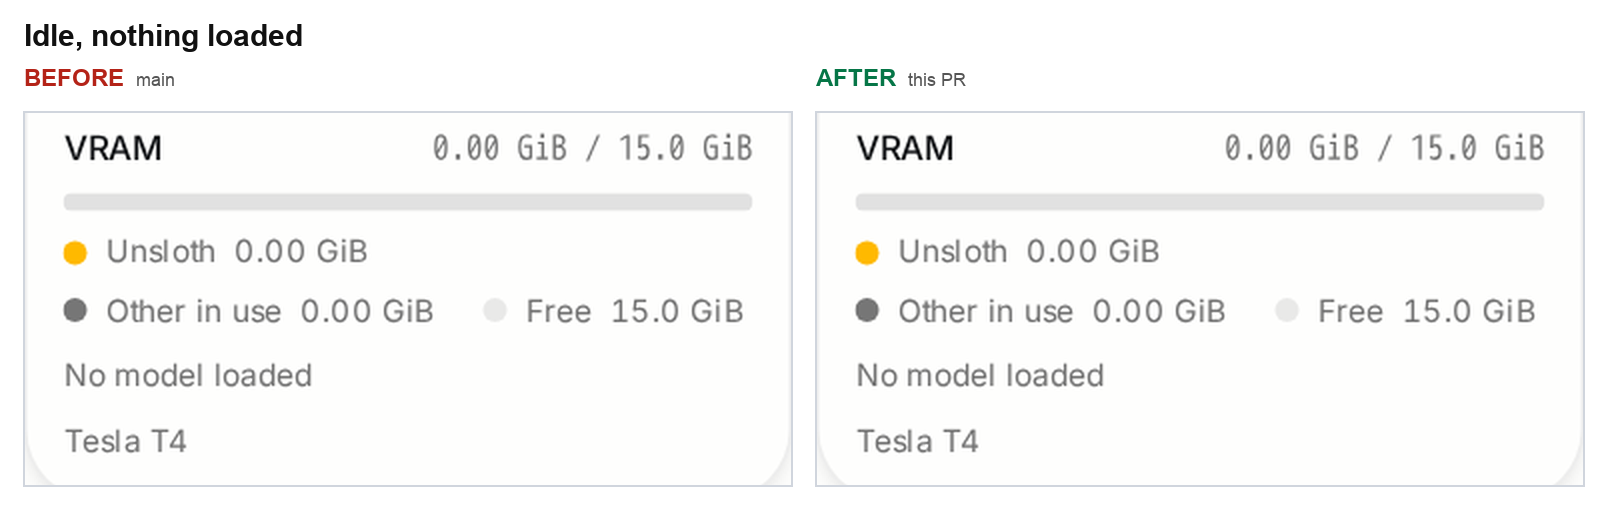 Idle, nothing loaded
BEFORE main
VRAM 0.00 GiB / 15.0 GiB
Unsloth 0.00 GiB
Other in use 0.00 GiB Free 15.0 GiB
No model loaded
Tesla T4
AFTER this PR
VRAM 0.00 GiB / 15.0 GiB
Unsloth 0.00 GiB
Other in use 0.00 GiB Free 15.0 GiB
No model loaded
Tesla T4